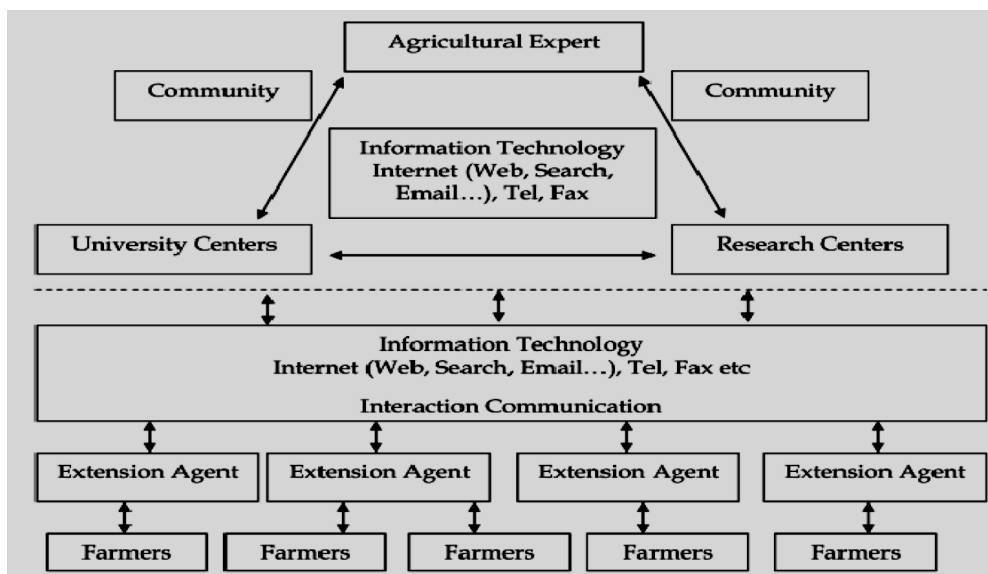 Agricultural Expert
Community
Community
Information Technology
Internet (Web, Search,
Email...), Tel, Fax
University Centers
Research Centers
Information Technology
Internet (Web, Search, Email...), Tel, Fax etc
Interaction Communication
Extension Agent
Extension Agent
Extension Agent
Extension Agent
Farmers
Farmers
Farmers
Farmers
Farmers